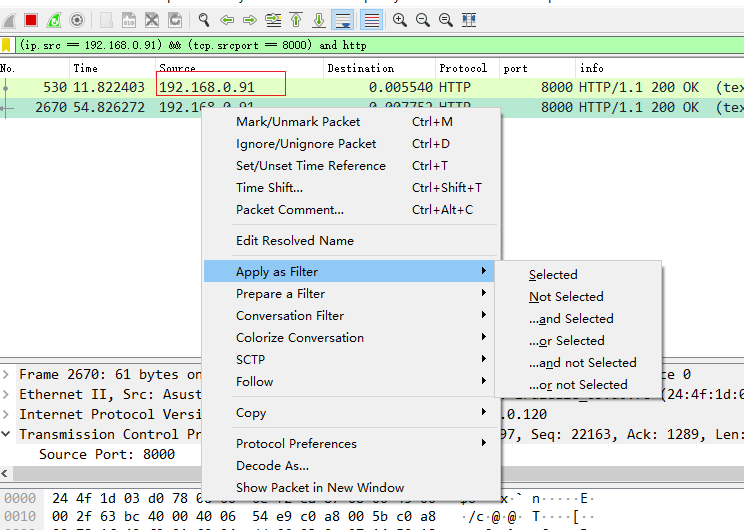 (ip.src == 192.168.0.91) && (tcp.srcport == 8000) and http
No. Time Source Destination Protocol port info
530 11.822403 192.168.0.91 0.005540 HTTP 8000 HTTP/1.1 200 OK (tex
2670 54.826272 192.168.0.91 0.007752 HTTP 8000 HTTP/1.1 200 OK (tex
Mark/Unmark Packet Ctrl+M
Ignore/Unignore Packet Ctrl+D
Set/Unset Time Reference Ctrl+T
Time Shift... Ctrl+Shift+T
Packet Comment... Ctrl+Alt+C
Edit Resolved Name
Apply as Filter
Prepare a Filter
Conversation Filter
Colorize Conversation
SCTP
Follow
Copy
Protocol Preferences
Decode As...
Show Packet in New Window
Selected
Not Selected
...and Selected
...or Selected
...and not Selected
...or not Selected
Frame 2670: 61 bytes on ce 0
Ethernet II, Src: Asust (24:4f:1d:0
Internet Protocol Versi .0.120
Transmission Control Pr 97, Seq: 22163, Ack: 1289, Len:
Source Port: 8000
0000 24 4f 1d 03 d0 78
0010 00 2f 63 bc 40 00 40 06 54 e9 c0 a8 00 5b c0 a8 ·/c·@·@· T····[··